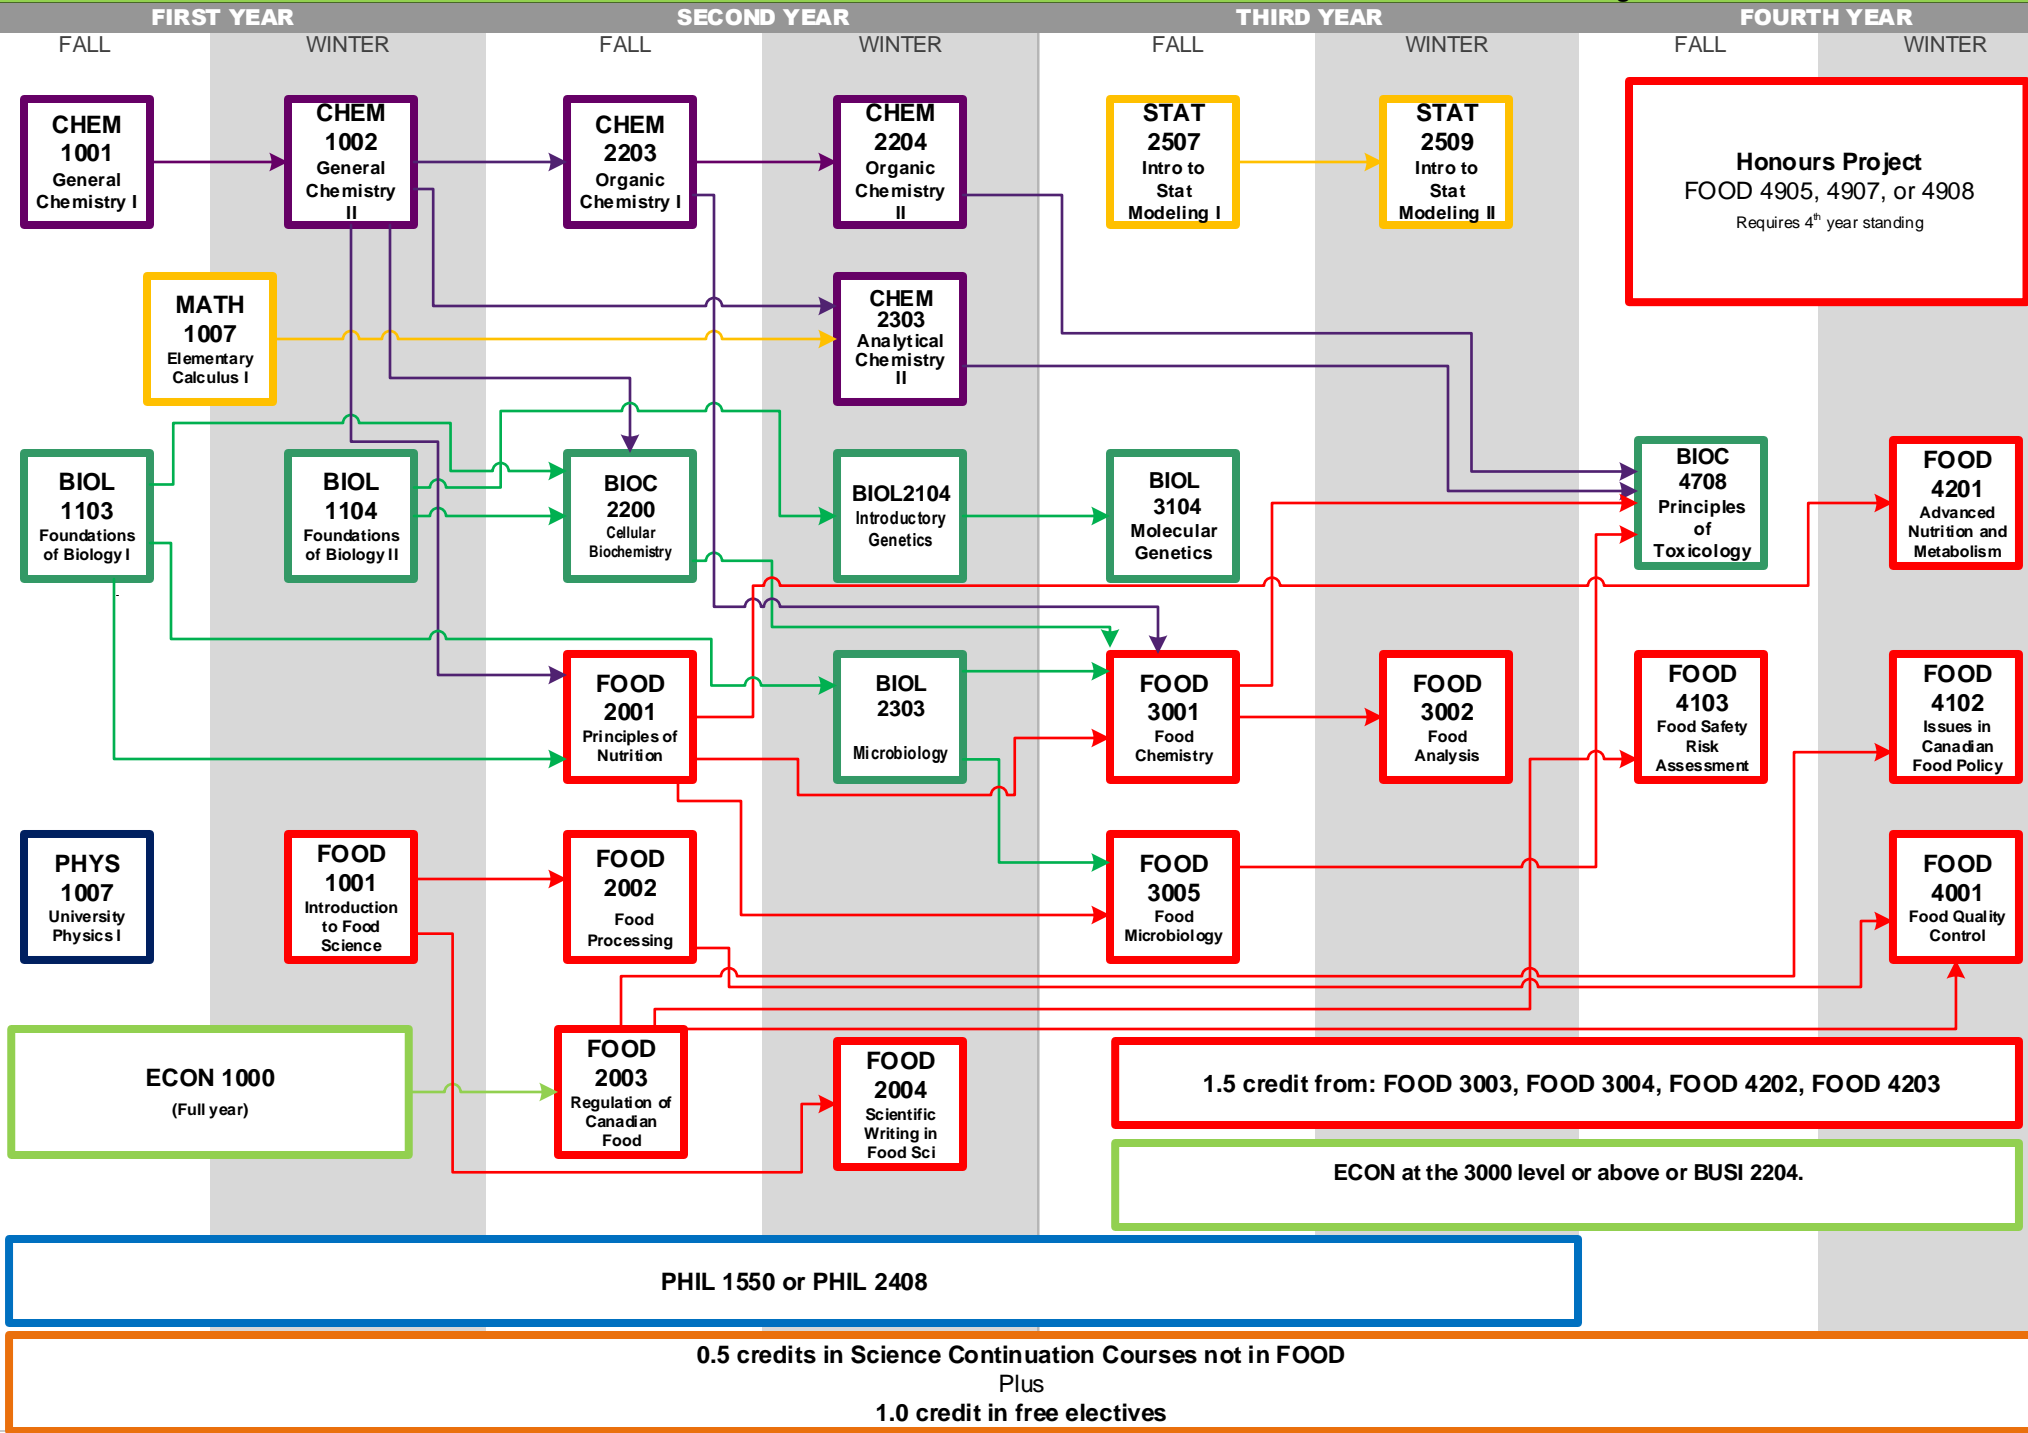 FIRST YEAR
SECOND YEAR
THIRD YEAR
FOURTH YEAR
FALL
WINTER
FALL
WINTER
FALL
WINTER
FALL
WINTER
CHEM
1001
General
Chemistry I
CHEM
1002
General
Chemistry
II
CHEM
2203
Organic
Chemistry I
CHEM
2204
Organic
Chemistry
II
STAT
2507
Intro to
Stat
Modeling I
STAT
2509
Intro to
Stat
Modeling II
Honours Project
FOOD 4905, 4907, or 4908
Requires 4th year standing
MATH
1007
Elementary
Calculus I
CHEM
2303
Analytical
Chemistry
II
BIOL
1103
Foundations
of Biology I
BIOL
1104
Foundations
of Biology II
BIOC
2200
Cellular
Biochemistry
BIOL2104
Introductory
Genetics
BIOL
3104
Molecular
Genetics
BIOC
4708
Principles
of
Toxicology
FOOD
4201
Advanced
Nutrition and
Metabolism
FOOD
2001
Principles of
Nutrition
BIOL
2303
Microbiology
FOOD
3001
Food
Chemistry
FOOD
3002
Food
Analysis
FOOD
4103
Food Safety
Risk
Assessment
FOOD
4102
Issues in
Canadian
Food Policy
PHYS
1007
University
Physics I
FOOD
1001
Introduction
to Food
Science
FOOD
2002
Food
Processing
FOOD
3005
Food
Microbiology
FOOD
4001
Food Quality
Control
ECON 1000
(Full year)
FOOD
2003
Regulation of
Canadian
Food
FOOD
2004
Scientific
Writing in
Food Sci
1.5 credit from: FOOD 3003, FOOD 3004, FOOD 4202, FOOD 4203
ECON at the 3000 level or above or BUSI 2204.
PHIL 1550 or PHIL 2408
0.5 credits in Science Continuation Courses not in FOOD
Plus
1.0 credit in free electives